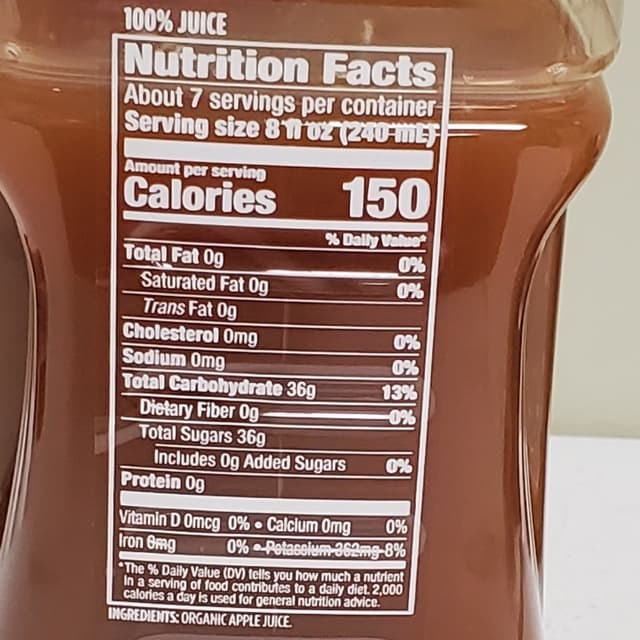 100% JUICE
Nutrition Facts
About 7 servings per container
Serving size 8 fl oz (240 mL)
Amount per serving
Calories 150
% Daily Value*
Total Fat 0g 0%
Saturated Fat 0g 0%
Trans Fat 0g
Cholesterol 0mg 0%
Sodium 0mg 0%
Total Carbohydrate 36g 13%
Dietary Fiber 0g 0%
Total Sugars 36g
Includes 0g Added Sugars 0%
Protein 0g
Vitamin D 0mcg 0% • Calcium 0mg 0%
Iron 0mg 0% • Potassium 362mg 8%
*The % Daily Value (DV) tells you how much a nutrient
in a serving of food contributes to a daily diet. 2,000
calories a day is used for general nutrition advice.
INGREDIENTS: ORGANIC APPLE JUICE.